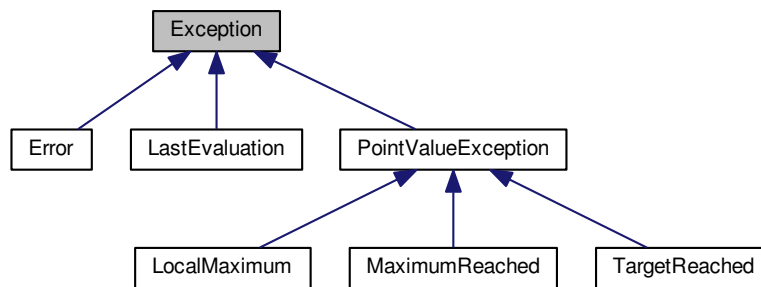 Exception
Error
LastEvaluation
PointValueException
LocalMaximum
MaximumReached
TargetReached